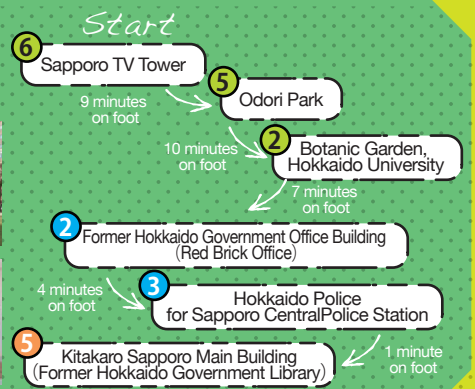 Start
6
Sapporo TV Tower
9 minutes
on foot
5
Odori Park
10 minutes
on foot
2
Botanic Garden,
Hokkaido University
7 minutes
on foot
2
Former Hokkaido Government Office Building
(Red Brick Office)
4 minutes
on foot
3
Hokkaido Police
for Sapporo CentralPolice Station
1 minute
on foot
5
Kitakaro Sapporo Main Building
(Former Hokkaido Government Library)